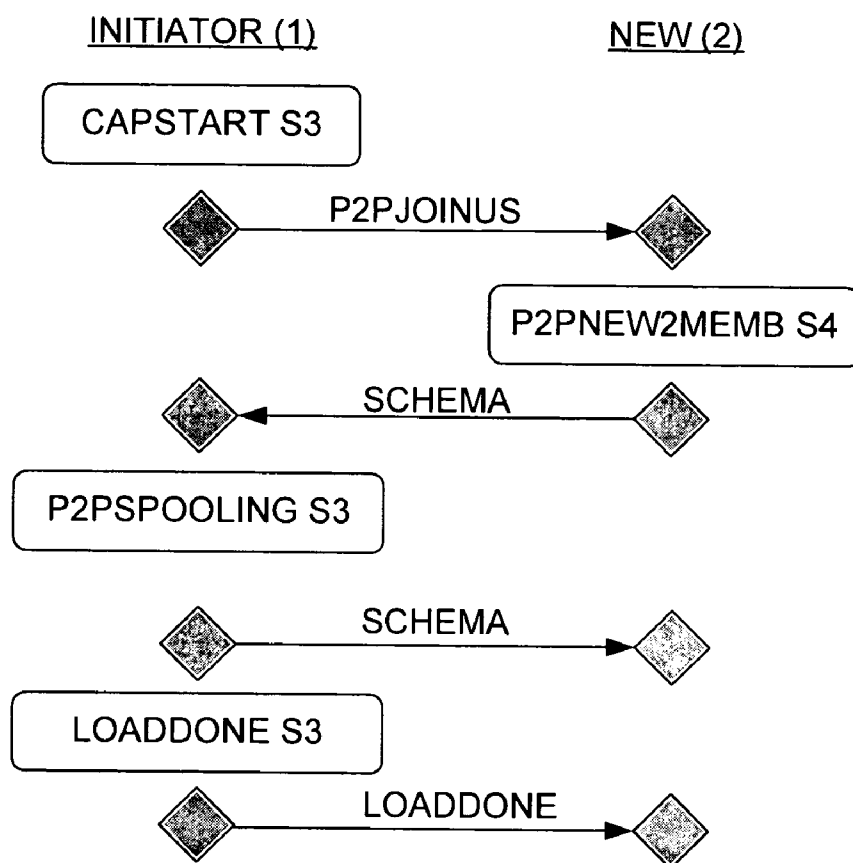 INITIATOR (1) NEW (2)
CAPSTART S3
P2PJOINUS
P2PNEW2MEMB S4
SCHEMA
P2PSPOOLING S3
SCHEMA
LOADDONE S3
LOADDONE